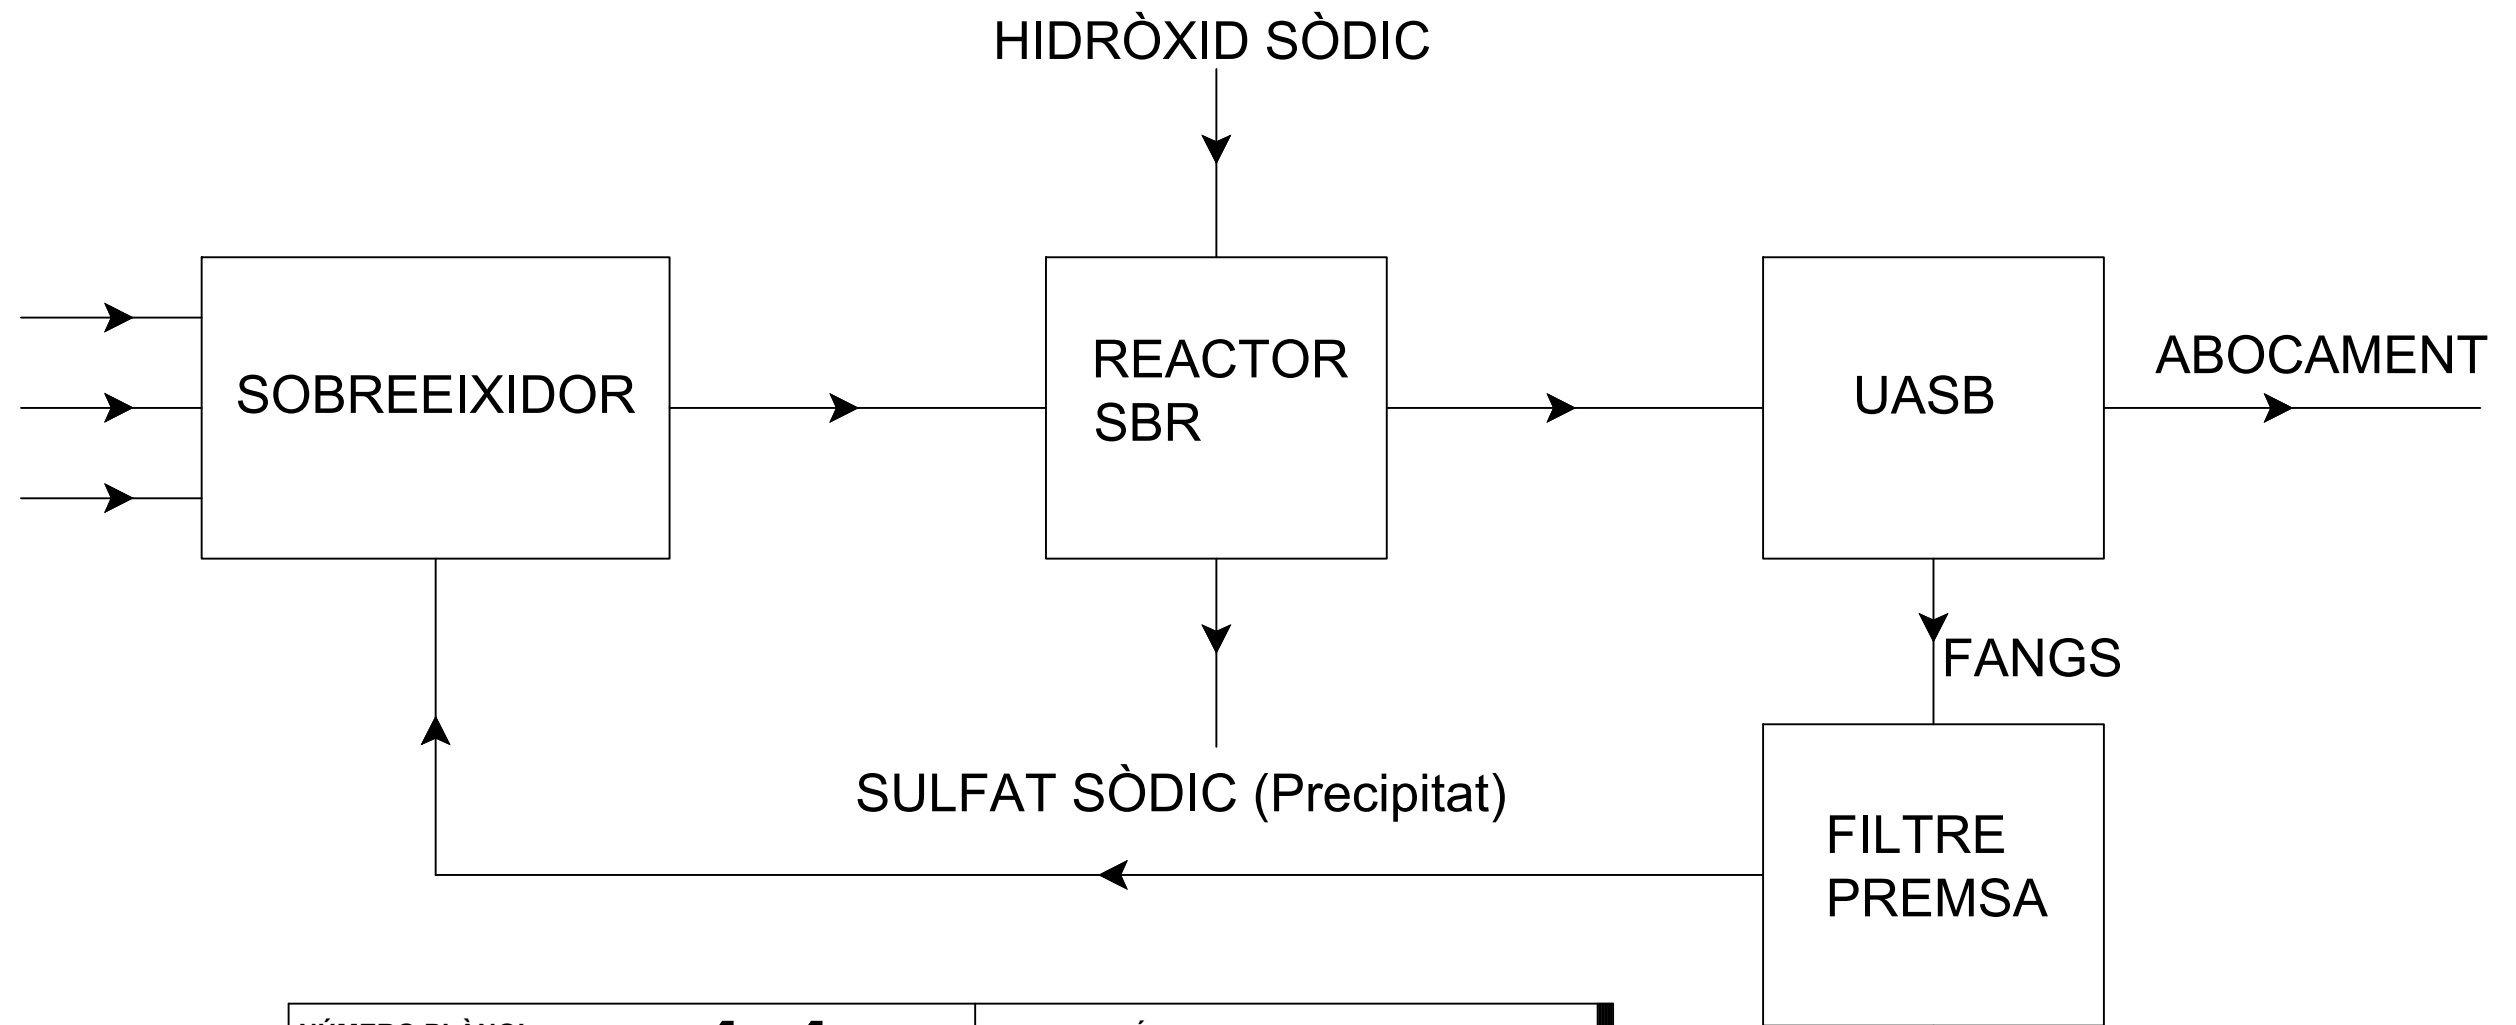 HIDRÒXID SÒDIC
SOBREEIXIDOR
REACTOR
SBR
UASB
ABOCAMENT
FANGS
SULFAT SÒDIC (Precipitat)
FILTRE
PREMSA